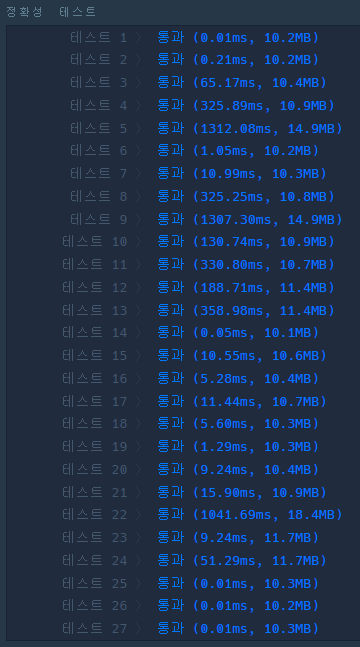 정확성 테스트
테스트 1 〉 통과 (0.01ms, 10.2MB)
테스트 2 〉 통과 (0.21ms, 10.2MB)
테스트 3 〉 통과 (65.17ms, 10.4MB)
테스트 4 〉 통과 (325.89ms, 10.9MB)
테스트 5 〉 통과 (1312.08ms, 14.9MB)
테스트 6 〉 통과 (1.05ms, 10.2MB)
테스트 7 〉 통과 (10.99ms, 10.3MB)
테스트 8 〉 통과 (325.25ms, 10.8MB)
테스트 9 〉 통과 (1307.30ms, 14.9MB)
테스트 10 〉 통과 (130.74ms, 10.9MB)
테스트 11 〉 통과 (330.80ms, 10.7MB)
테스트 12 〉 통과 (188.71ms, 11.4MB)
테스트 13 〉 통과 (358.98ms, 11.4MB)
테스트 14 〉 통과 (0.05ms, 10.1MB)
테스트 15 〉 통과 (10.55ms, 10.6MB)
테스트 16 〉 통과 (5.28ms, 10.4MB)
테스트 17 〉 통과 (11.44ms, 10.7MB)
테스트 18 〉 통과 (5.60ms, 10.3MB)
테스트 19 〉 통과 (1.29ms, 10.3MB)
테스트 20 〉 통과 (9.24ms, 10.4MB)
테스트 21 〉 통과 (15.90ms, 10.9MB)
테스트 22 〉 통과 (1041.69ms, 18.4MB)
테스트 23 〉 통과 (9.24ms, 11.7MB)
테스트 24 〉 통과 (51.29ms, 11.7MB)
테스트 25 〉 통과 (0.01ms, 10.3MB)
테스트 26 〉 통과 (0.01ms, 10.2MB)
테스트 27 〉 통과 (0.01ms, 10.3MB)